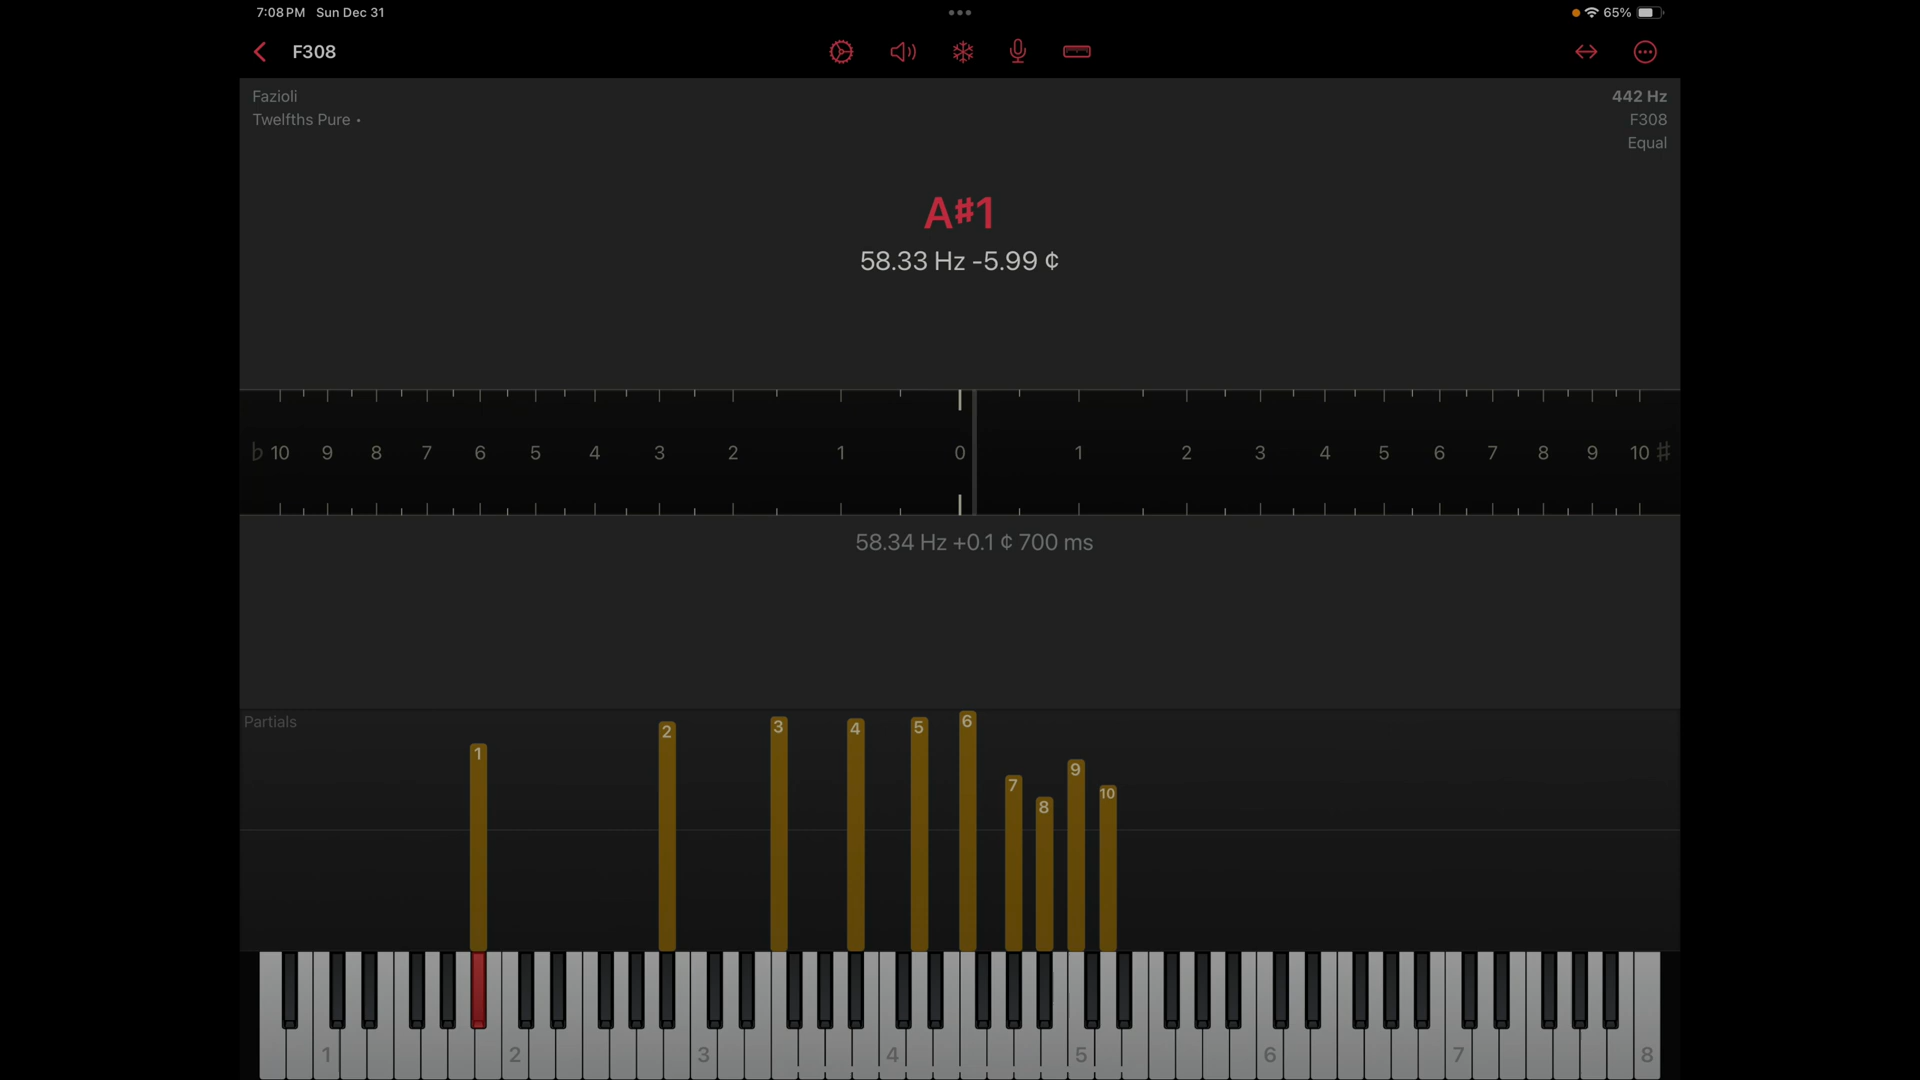 7:08 PM Sun Dec 31
65%
F308
Fazioli
Twelfths Pure •
442 Hz
F308
Equal
A♯1
58.33 Hz -5.99 ¢
♭ 10 9 8 7 6 5 4 3 2 1 0 1 2 3 4 5 6 7 8 9 10 ♯
58.34 Hz +0.1 ¢ 700 ms
Partials
1 2 3 4 5 6 7 8 9 10
1 2 3 4 5 6 7 8